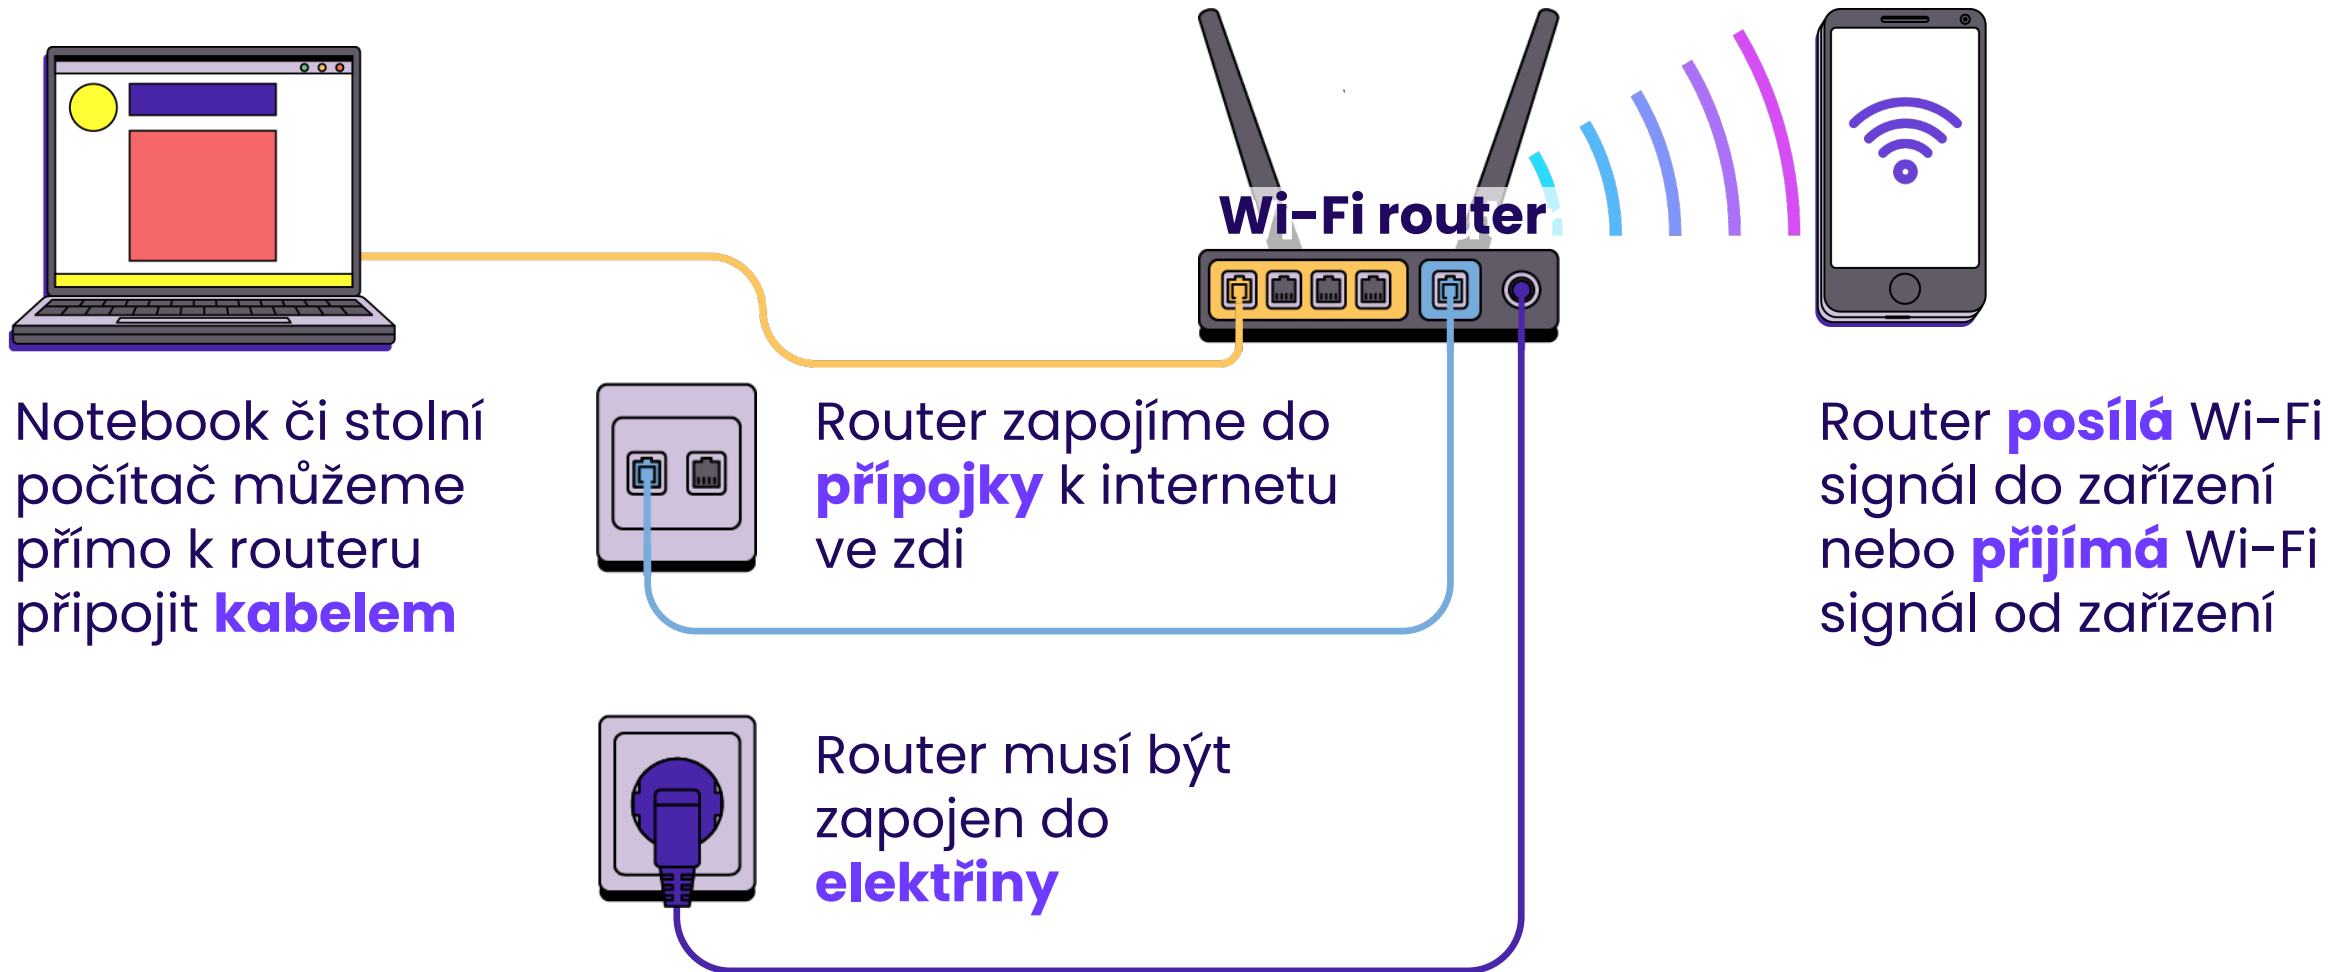 Wi-Fi router
Notebook či stolní
počítač můžeme
přímo k routeru
připojit kabelem
Router zapojíme do
přípojky k internetu
ve zdi
Router posílá Wi-Fi
signál do zařízení
nebo přijímá Wi-Fi
signál od zařízení
Router musí být
zapojen do
elektřiny